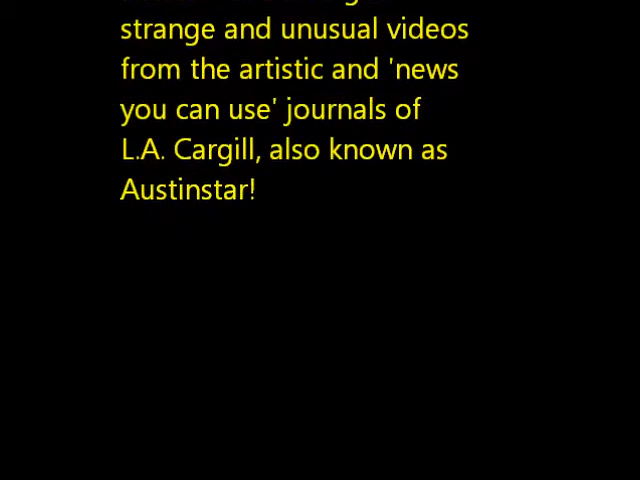 strange and unusual videos
from the artistic and 'news
you can use' journals of
L.A. Cargill, also known as
Austinstar!